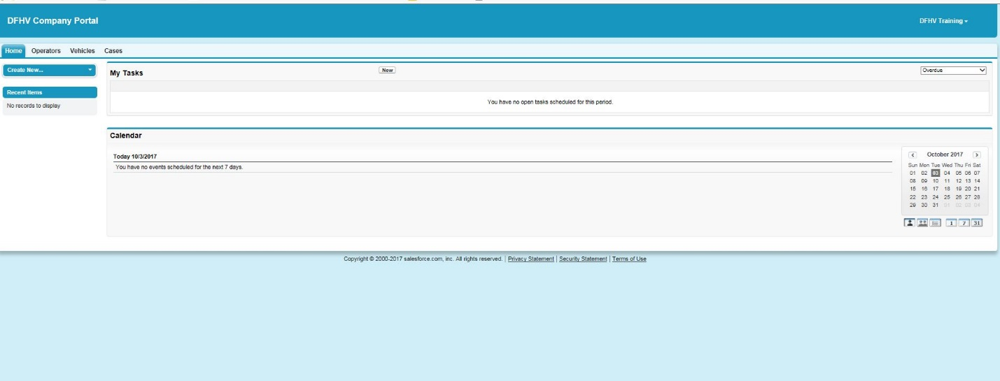 DFHV Company Portal
DFHV Training
Home Operators Vehicles Cases
Create New...
Recent Items
No records to display
My Tasks New Overdue
You have no open tasks scheduled for this period.
Calendar
Today 10/3/2017
You have no events scheduled for the next 7 days.
October 2017
Sun Mon Tue Wed Thu Fri Sat
01 02 03 04 05 06 07
08 09 10 11 12 13 14
15 16 17 18 19 20 21
22 23 24 25 26 27 28
29 30 31 01 02 03 04
1 7 31
Copyright © 2000-2017 salesforce.com, inc. All rights reserved. | Privacy Statement | Security Statement | Terms of Use